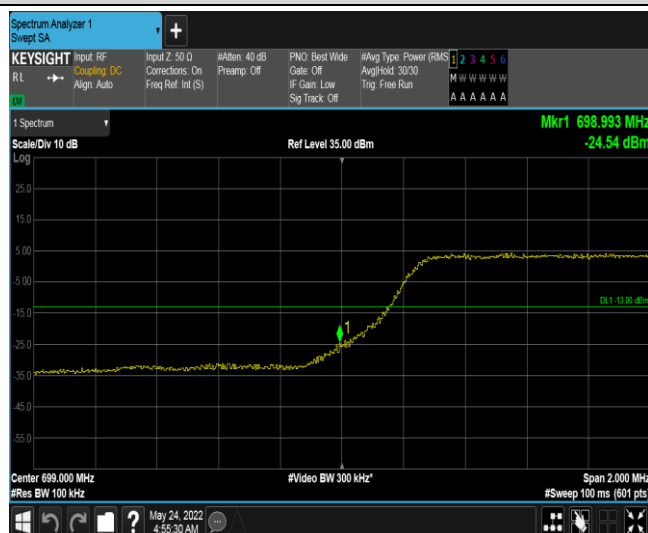 Spectrum Analyzer 1
Swept SA
+
KEYSIGHT
RL
LXI
Input: RF
Coupling: DC
Align: Auto
Input Z: 50 Ω
Corrections: On
Freq Ref: Int (S)
#Atten: 40 dB
Preamp: Off
PNO: Best Wide
Gate: Off
IF Gain: Low
Sig Track: Off
#Avg Type: Power (RMS
Avg|Hold: 30/30
Trig: Free Run
1 2 3 4 5 6
M W W W W W
A A A A A A
1 Spectrum
Mkr1 698.993 MHz
Scale/Div 10 dB
Ref Level 35.00 dBm
-24.54 dBm
Log
25.0
15.0
5.00
-5.00
DL1 -13.00 dBm
-15.0
1
-25.0
-35.0
-45.0
-55.0
Center 699.000 MHz
#Video BW 300 kHz*
Span 2.000 MHz
#Res BW 100 kHz
#Sweep 100 ms (601 pts)
?
May 24, 2022
4:55:30 AM